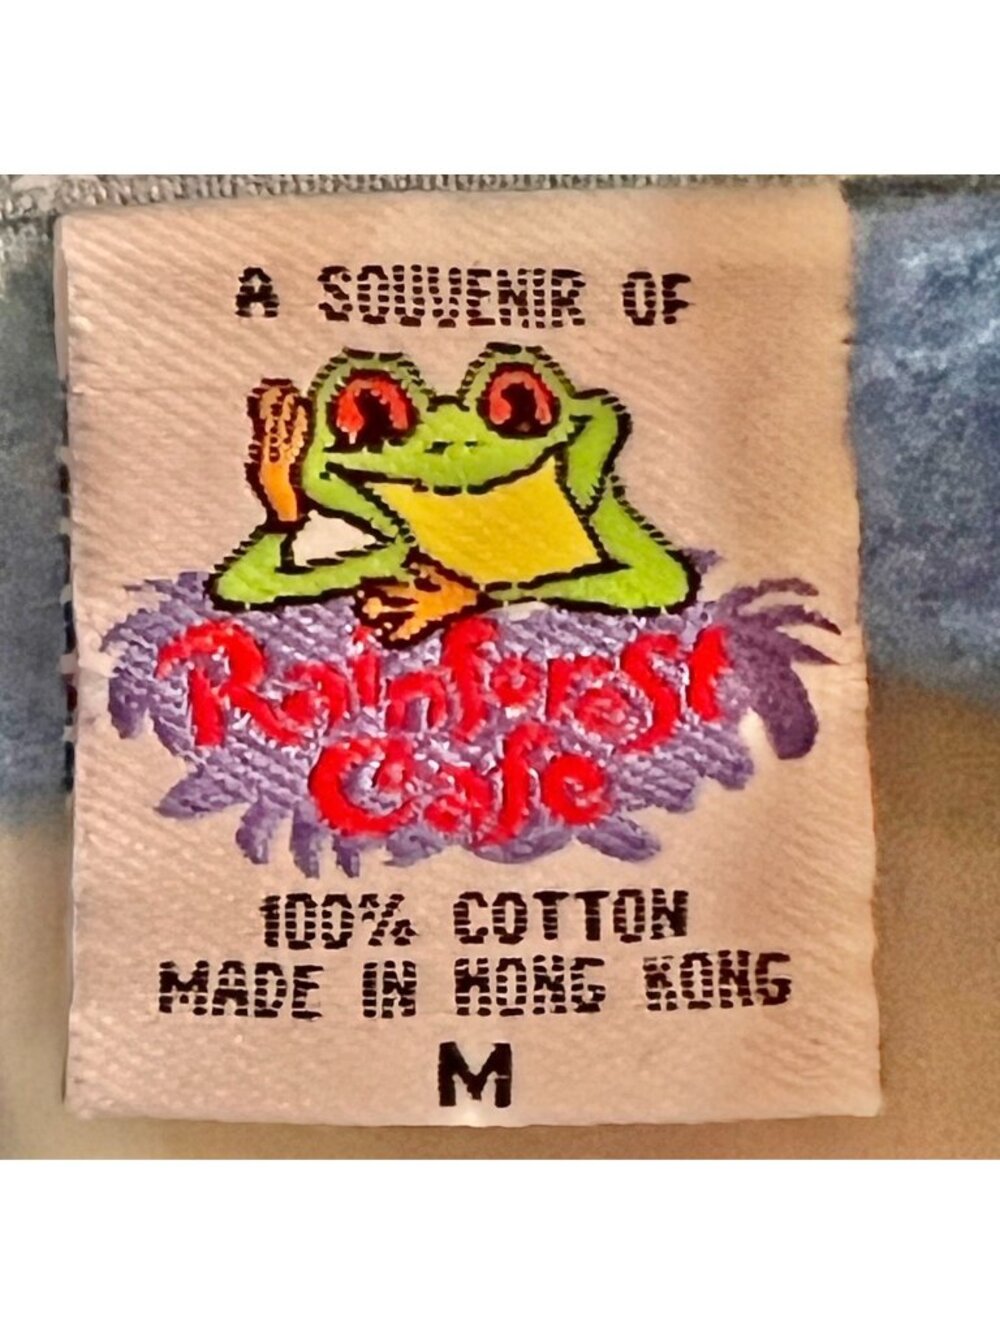 A SOUVENIR OF
Rainforest
Cafe
100% COTTON
MADE IN HONG KONG
M